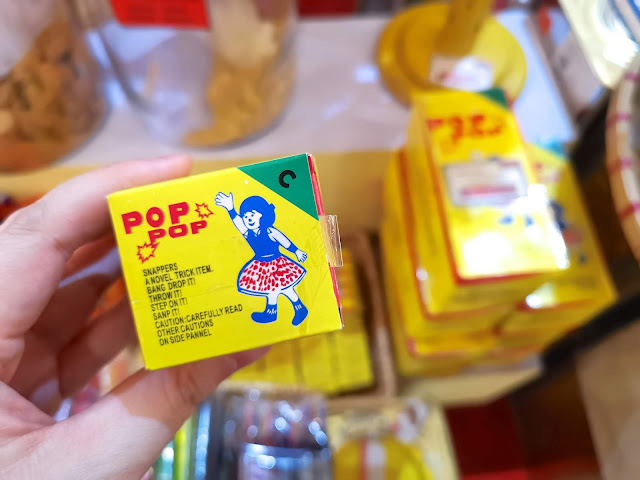 POP
POP
SNAPPERS
A NOVEL TRICK ITEM.
BANG DROP IT!
THROW IT!
STEP ON IT!
SANP IT!
CAUTION:CAREFULLY READ
OTHER CAUTIONS
ON SIDE PANNEL
C